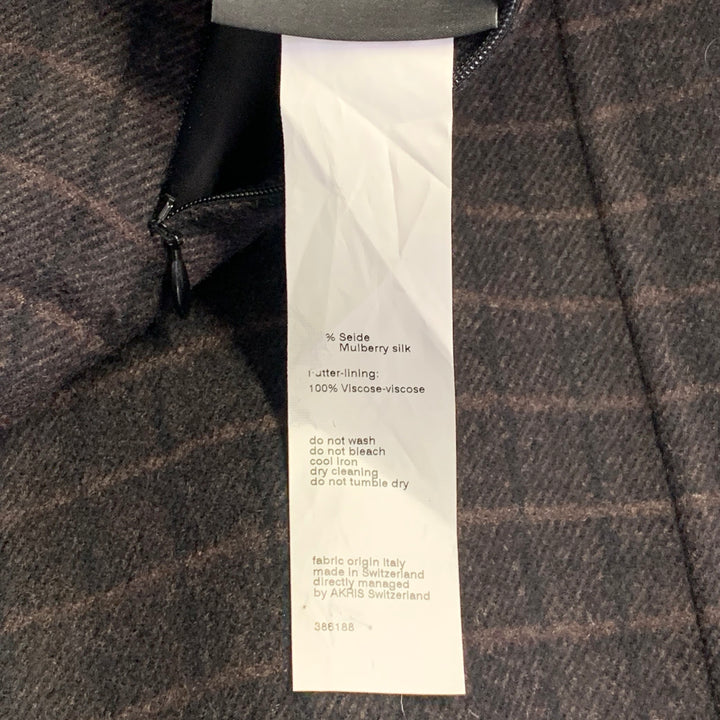 % Seide
Mulberry silk
Futter-lining:
100% Viscose-viscose
do not wash
do not bleach
cool iron
dry cleaning
do not tumble dry
fabric origin Italy
made in Switzerland
directly managed
by AKRIS Switzerland
386188